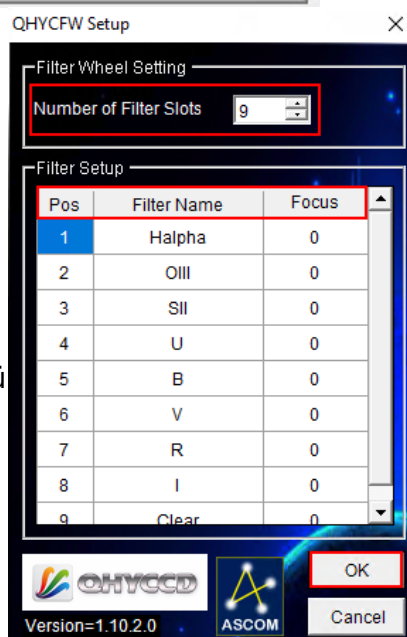 QHYCFW Setup
Filter Wheel Setting
Number of Filter Slots 9
Filter Setup
Pos Filter Name Focus
1 Halpha 0
2 OIII 0
3 SII 0
4 U 0
5 B 0
6 V 0
7 R 0
8 I 0
9 Clear 0
QHYCCD
ASCOM
OK
Version=1.10.2.0
Cancel